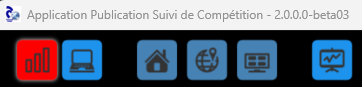 Application Publication Suivi de Compétition - 2.0.0.0-beta03